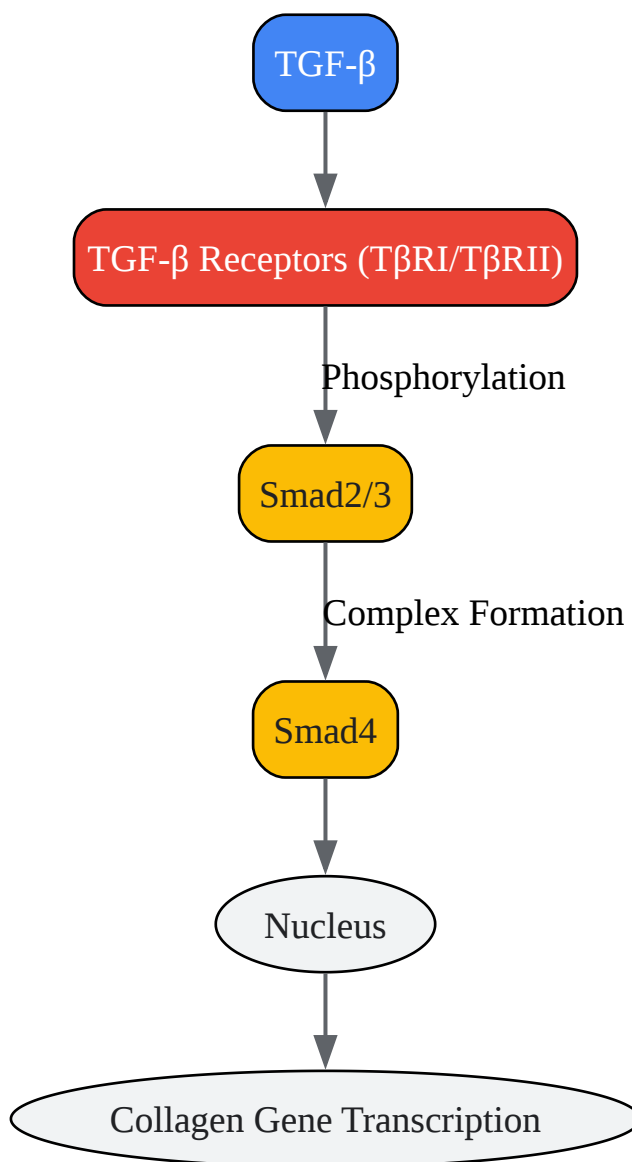 TGF-β
TGF-β Receptors (TβRI/TβRII)
Phosphorylation
Smad2/3
Complex Formation
Smad4
Nucleus
Collagen Gene Transcription